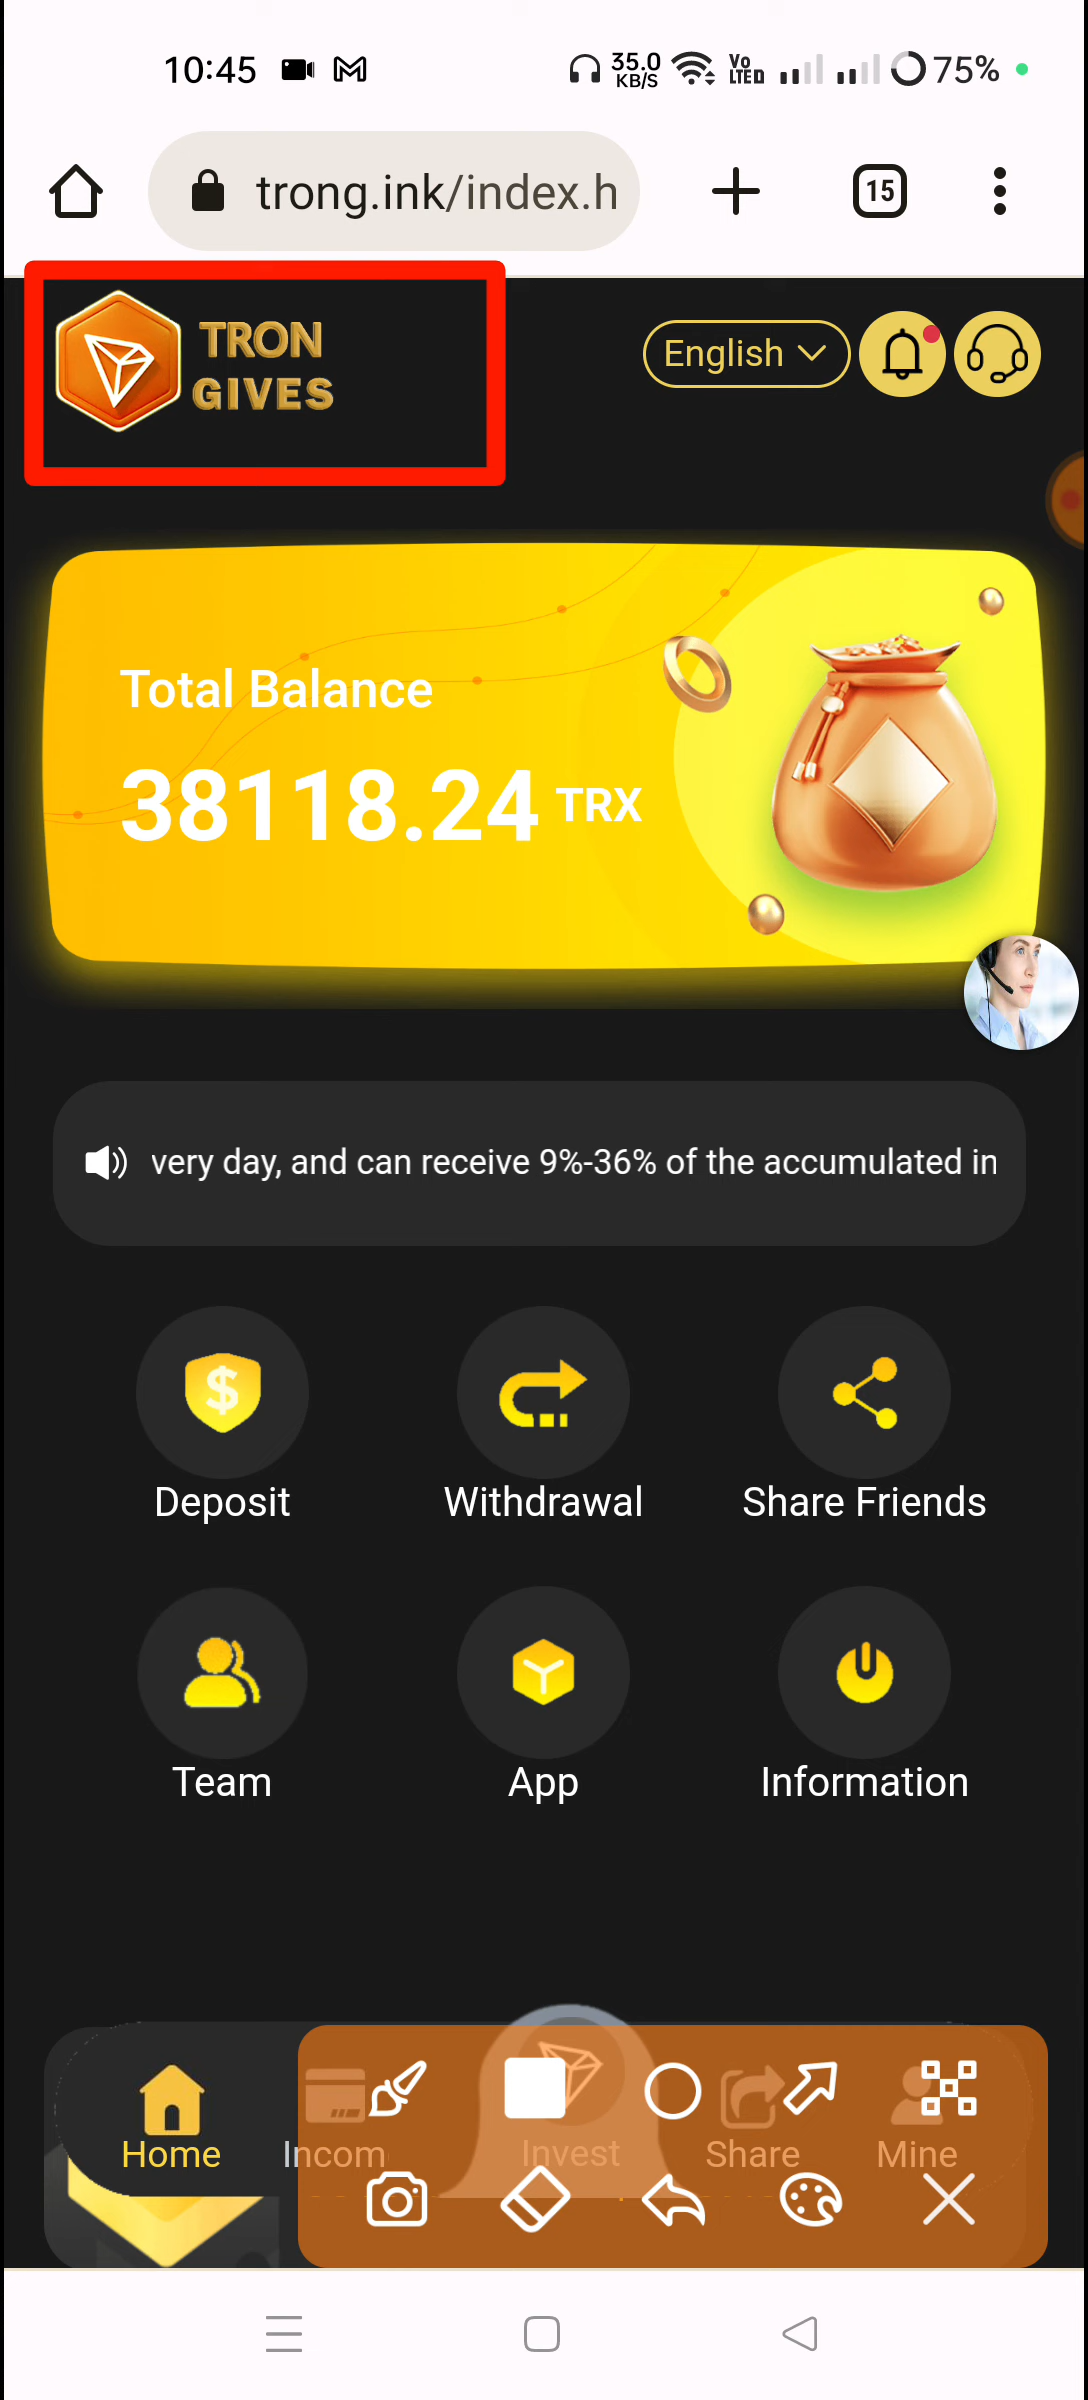 10:45
35.0
KB/S
Vo
LTE
75%
trong.ink/index.h
15
TRON
GIVES
English
Total Balance
38118.24 TRX
very day, and can receive 9%-36% of the accumulated in
Deposit
Withdrawal
Share Friends
Team
App
Information
Home
Incom
Invest
Share
Mine